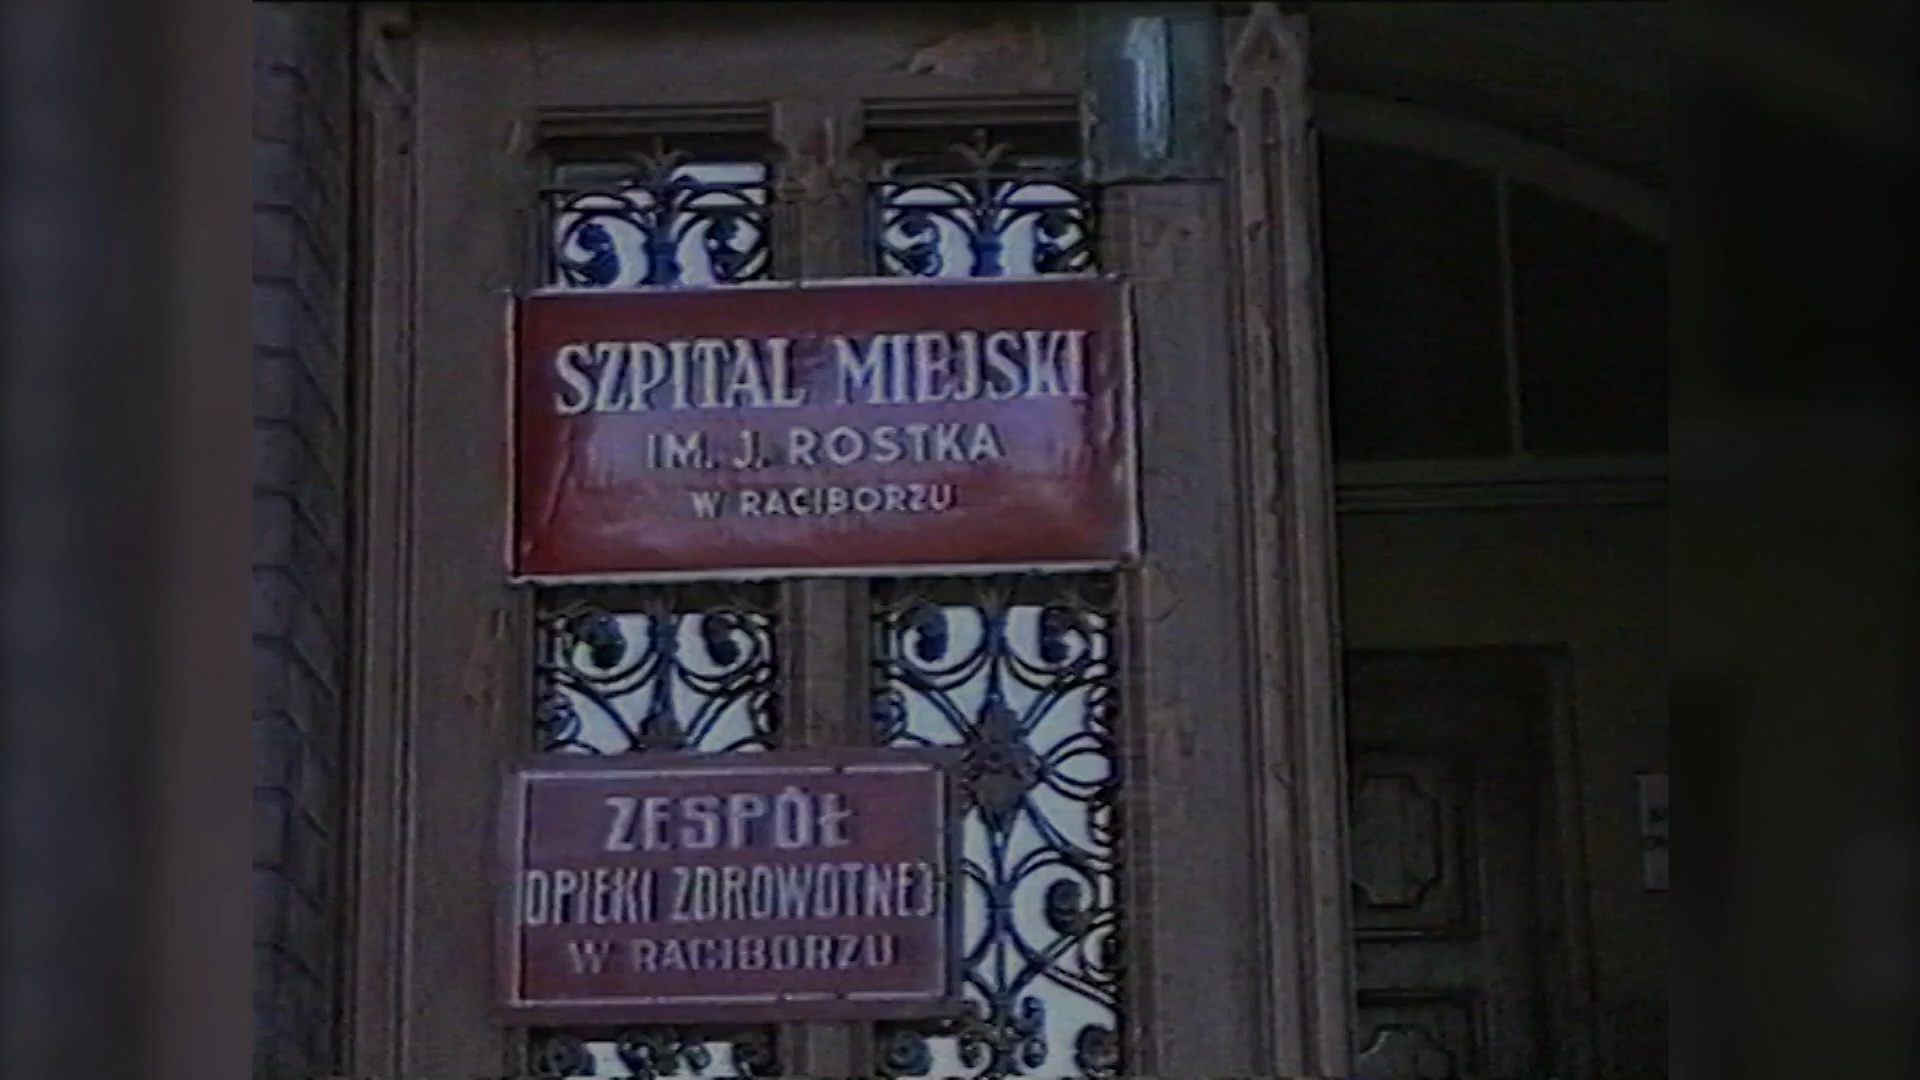 SZPITAL MIEJSKI
IM. J. ROSTKA
W RACIBORZU
ZESPÓŁ
OPIEKI ZDROWOTNEJ
W RACIBORZU